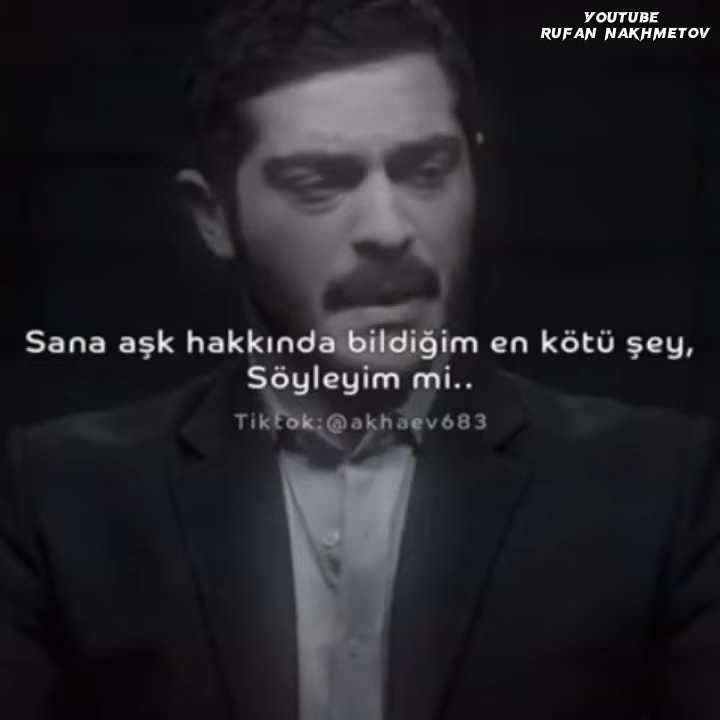 YOUTUBE
RUFAN NAKHMETOV
Sana aşk hakkında bildiğim en kötü şey,
Söyleyim mi..
Tiktok:@akhaev683